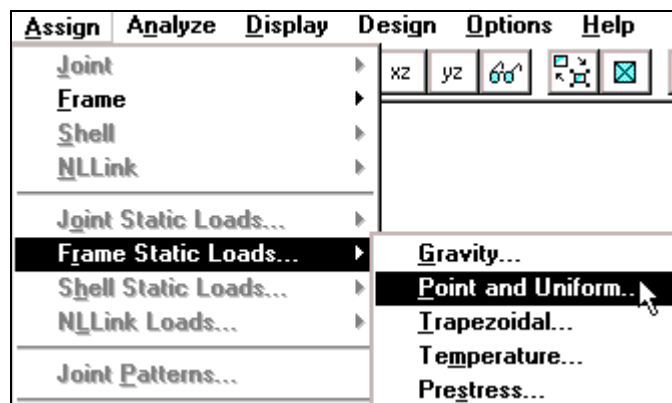 Assign Analyze Display Design Options Help
Joint
xz yz
Frame
Shell
NLLink
Joint Static Loads...
Frame Static Loads...
Gravity...
Shell Static Loads...
Point and Uniform...
NLLink Loads...
Trapezoidal...
Temperature...
Joint Patterns...
Prestress...